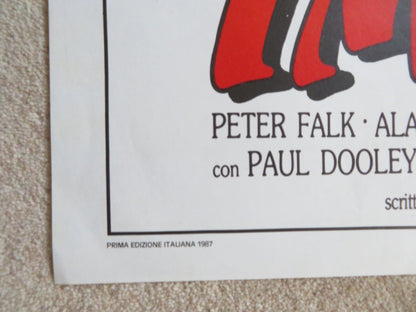 PETER FALK · ALA
con PAUL DOOLEY
scritt
PRIMA EDIZIONE ITALIANA 1987